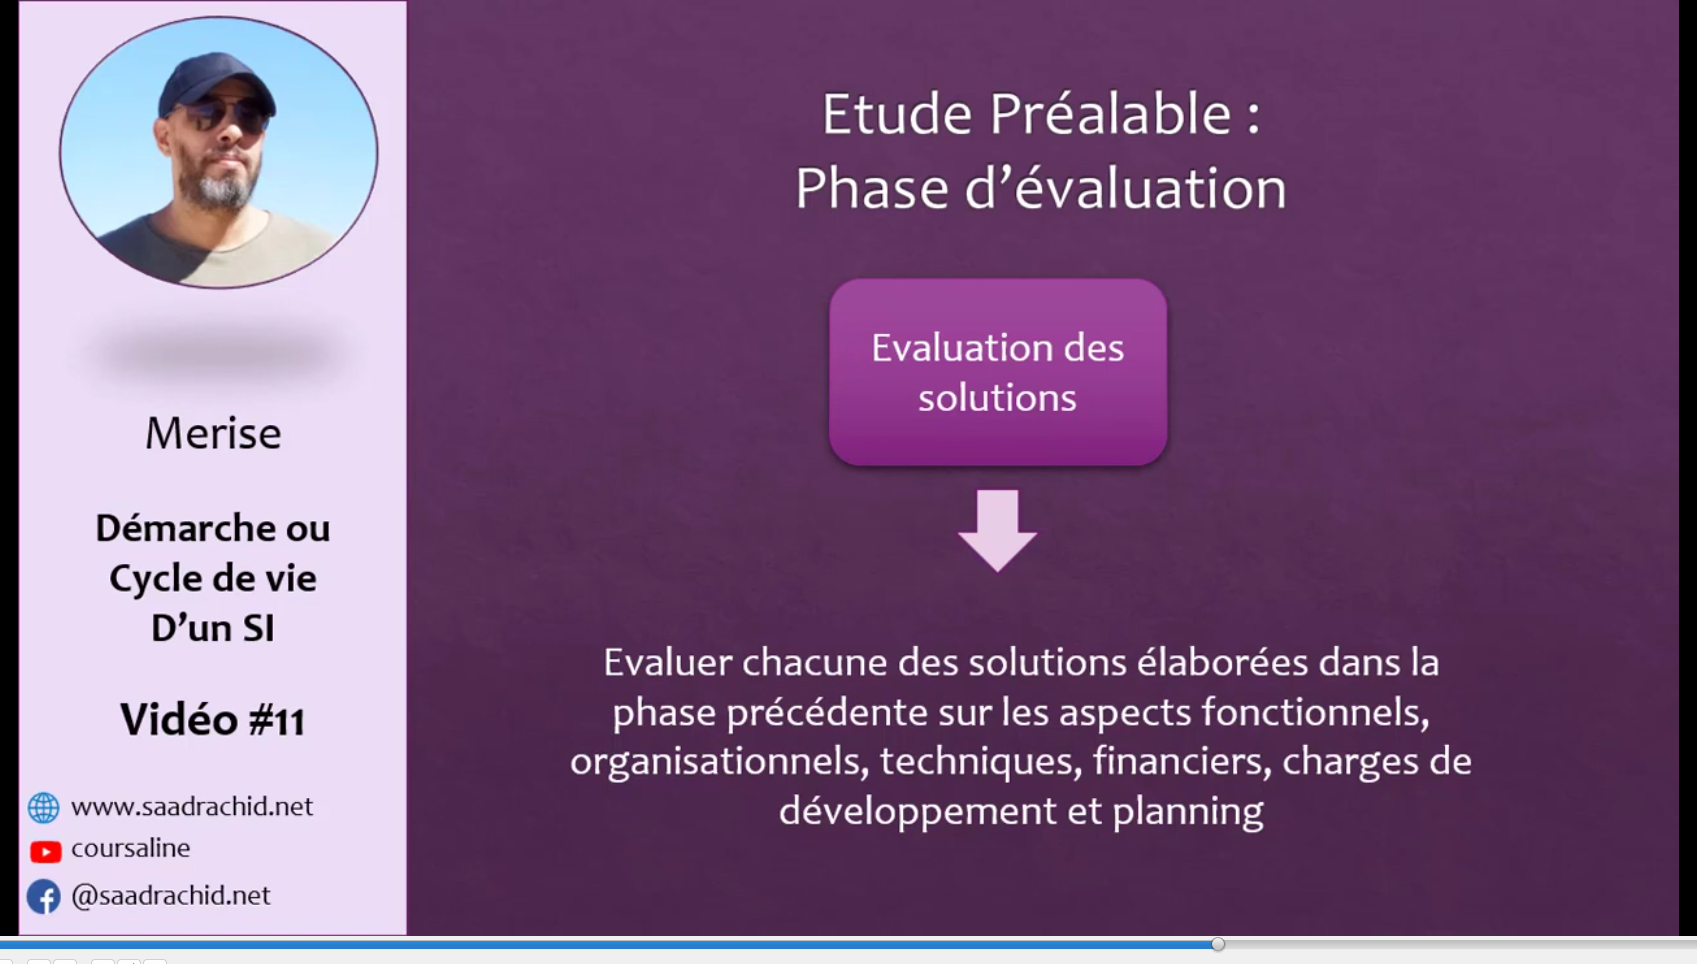 Merise
Démarche ou
Cycle de vie
D’un SI
Vidéo #11
www.saadrachid.net
coursaline
@saadrachid.net
Etude Préalable :
Phase d’évaluation
Evaluation des
solutions
Evaluer chacune des solutions élaborées dans la
phase précédente sur les aspects fonctionnels,
organisationnels, techniques, financiers, charges de
développement et planning